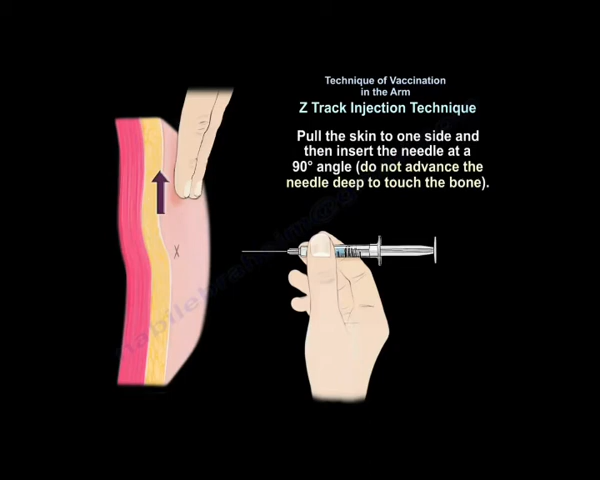 Technique of Vaccination
in the Arm
Z Track Injection Technique
Pull the skin to one side and
then insert the needle at a
90° angle (do not advance the
needle deep to touch the bone).
X